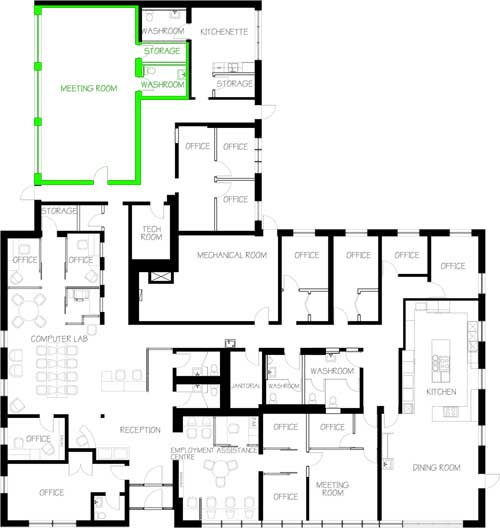 WASHROOM
KITCHENETTE
STORAGE
MEETING ROOM
WASHROOM
STORAGE
OFFICE
OFFICE
OFFICE
STORAGE
TECH
ROOM
OFFICE
OFFICE
MECHANICAL ROOM
OFFICE
OFFICE
OFFICE
OFFICE
COMPUTER LAB
JANITORIAL
WASHROOM
WASHROOM
KITCHEN
OFFICE
RECEPTION
EMPLOYMENT ASSISTANCE
CENTRE
OFFICE
OFFICE
DINING ROOM
OFFICE
OFFICE
MEETING
ROOM